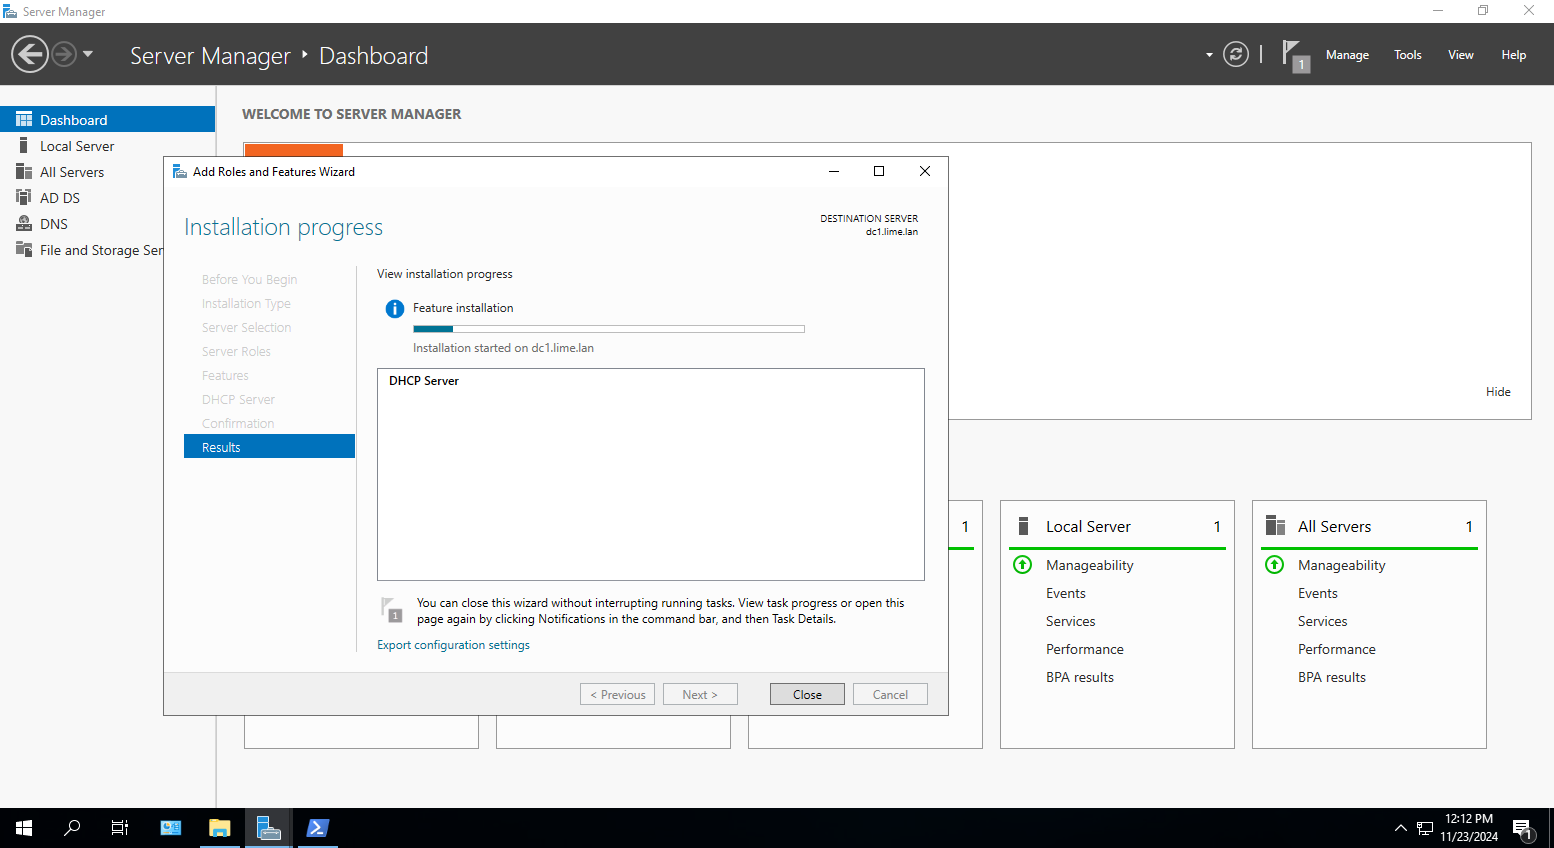 Server Manager
Server Manager ‣ Dashboard
1
Manage
Tools
View
Help
Dashboard
Local Server
All Servers
AD DS
DNS
File and Storage Ser
WELCOME TO SERVER MANAGER
Hide
Add Roles and Features Wizard
Installation progress
DESTINATION SERVER
dc1.lime.lan
Before You Begin
Installation Type
Server Selection
Server Roles
Features
DHCP Server
Confirmation
Results
View installation progress
Feature installation
Installation started on dc1.lime.lan
DHCP Server
1
You can close this wizard without interrupting running tasks. View task progress or open this
page again by clicking Notifications in the command bar, and then Task Details.
Export configuration settings
< Previous
Next >
Close
Cancel
1
Local Server 1
Manageability
Events
Services
Performance
BPA results
All Servers 1
Manageability
Events
Services
Performance
BPA results
12:12 PM
11/23/2024
1